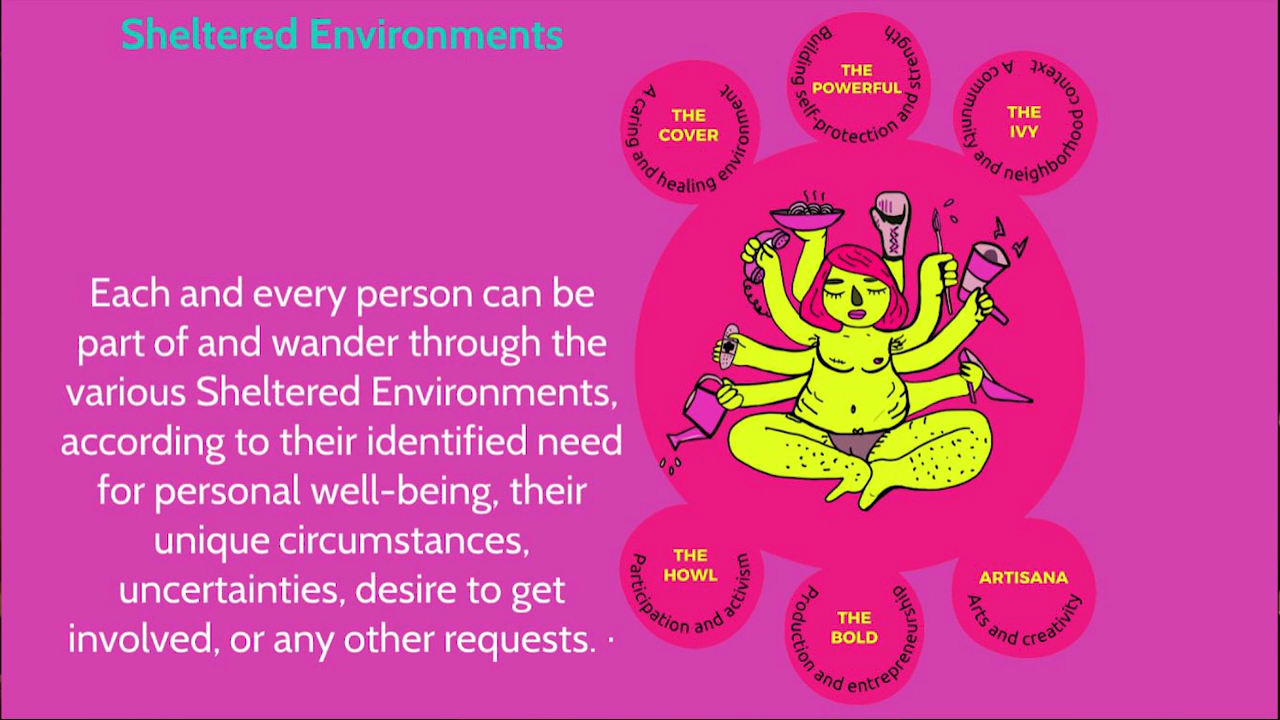 Sheltered Environments
Each and every person can be
part of and wander through the
various Sheltered Environments,
according to their identified need
for personal well-being, their
unique circumstances,
uncertainties, desire to get
involved, or any other requests. ·
THE
COVER
A caring and healing environment
THE
POWERFUL
Building self-protection and strength
THE
IVY
A community and neighborhood context
THE
HOWL
Participation and activism
THE
BOLD
Production and entrepreneurship
ARTISANA
Arts and creativity